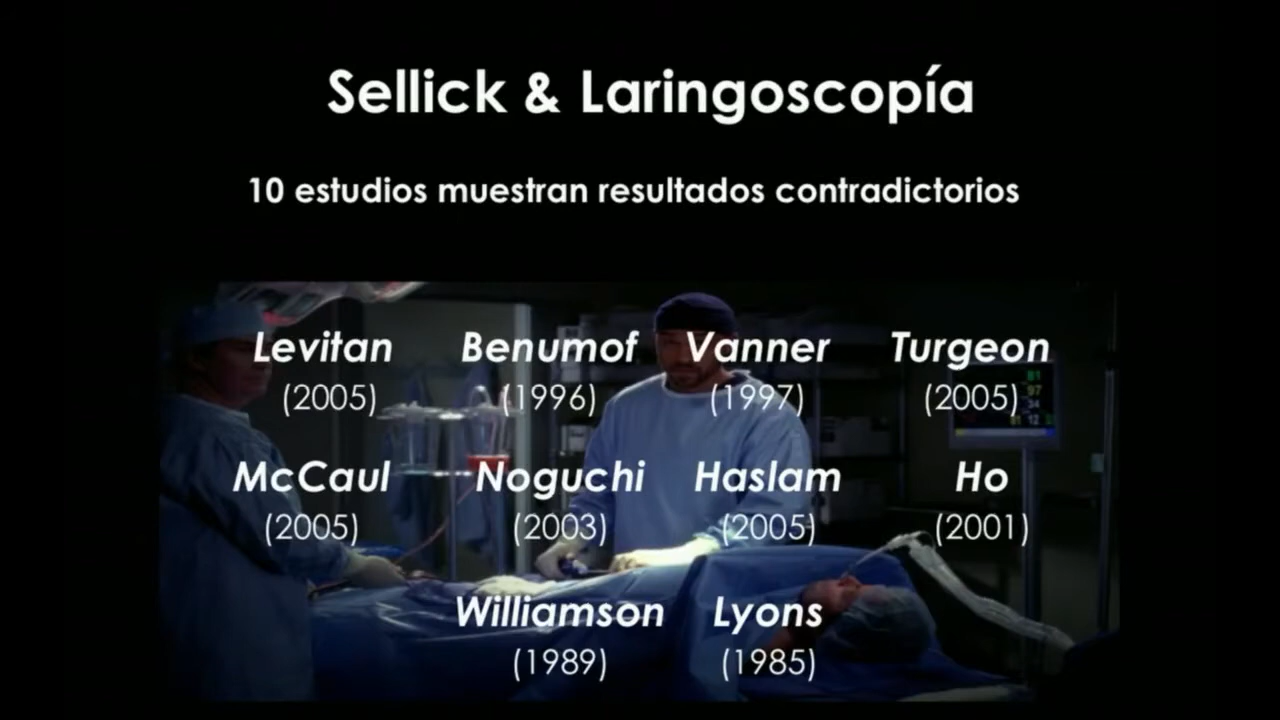 Sellick & Laringoscopía
10 estudios muestran resultados contradictorios
Levitan Benumof Vanner Turgeon
(2005) (1996) (1997) (2005)
McCaul Noguchi Haslam Ho
(2005) (2003) (2005) (2001)
Williamson Lyons
(1989) (1985)